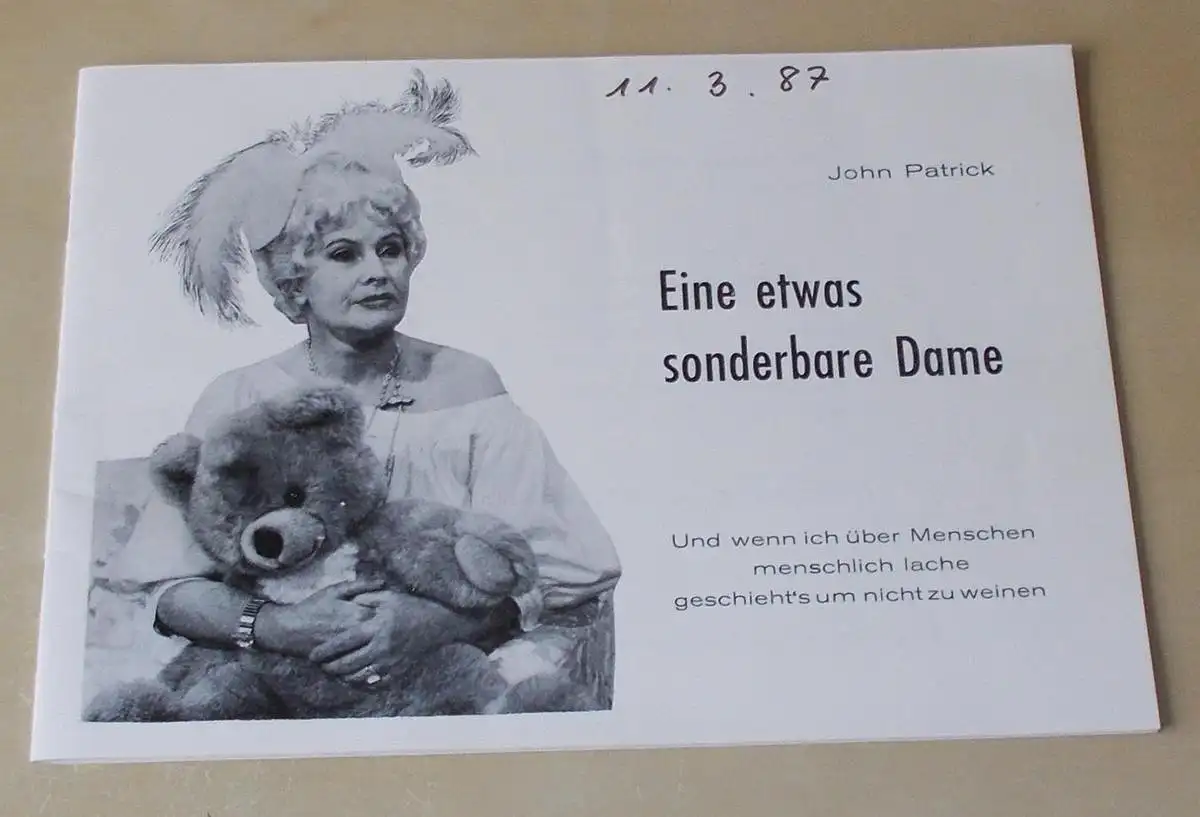 11. 3. 87
John Patrick
Eine etwas
sonderbare Dame
Und wenn ich über Menschen
menschlich lache
geschieht's um nicht zu weinen